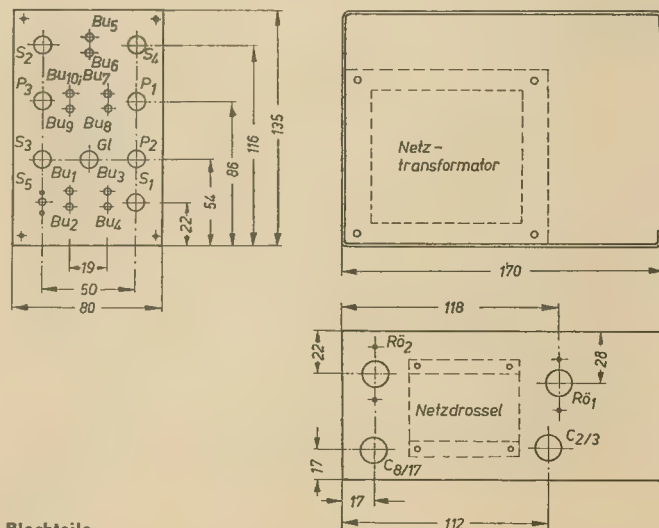 Bu5
S2 Bu6 S4
Bu10; Bu7
P3 P1
Bu9 Bu8
S3 Gl P2
S5 Bu1 Bu3 S1
Bu2 Bu4
22
54
86
116
135
19
50
80
Netz-
transformator
170
118
22
Rö2
28
Netzdrossel
Rö1
C2/3
C8/17
17
17
112